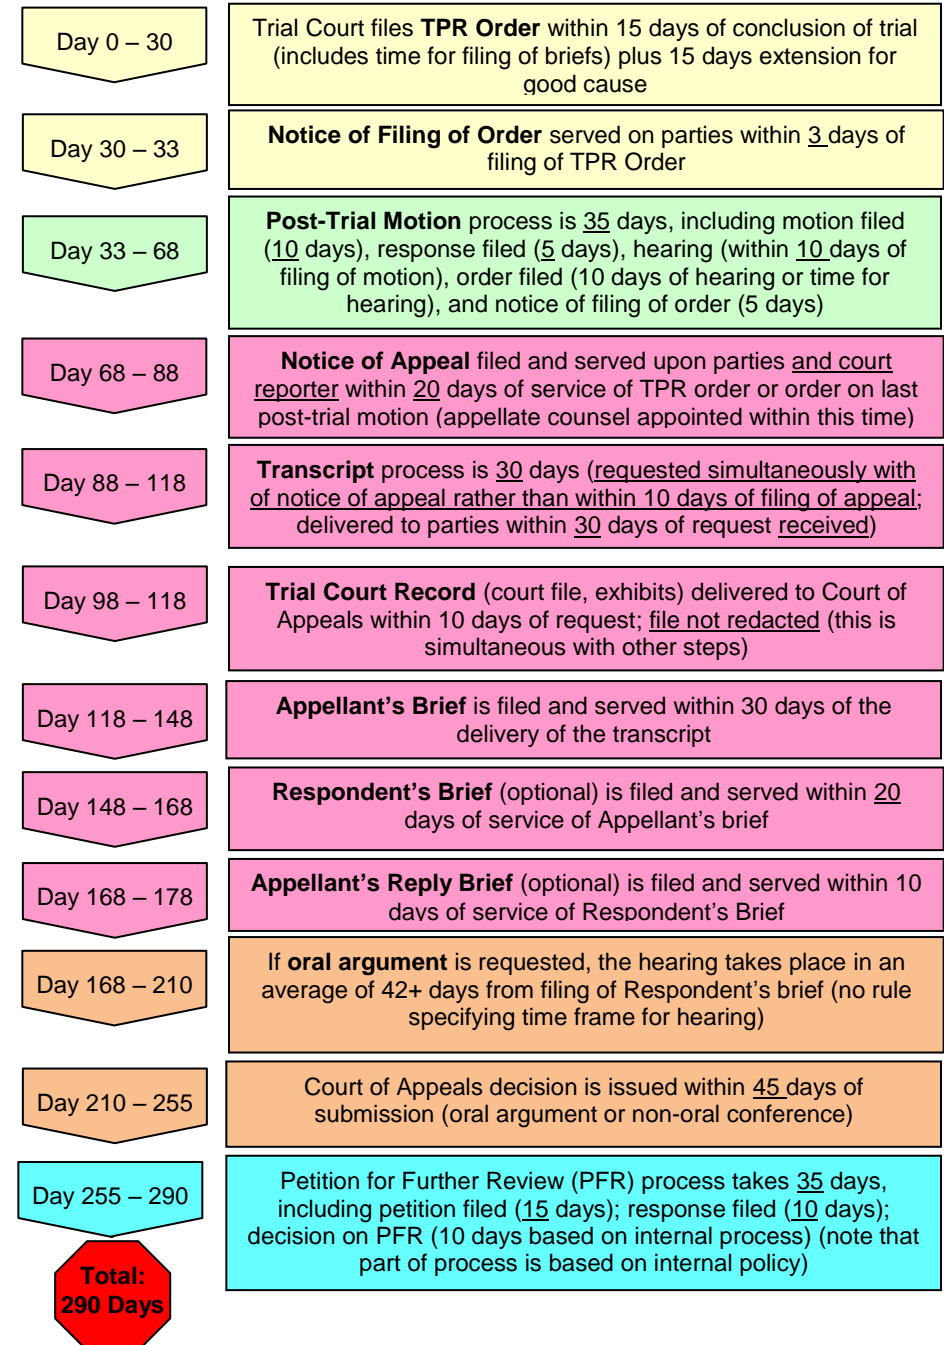 Day 0 – 30
Trial Court files TPR Order within 15 days of conclusion of trial
(includes time for filing of briefs) plus 15 days extension for
good cause
Day 30 – 33
Notice of Filing of Order served on parties within 3 days of
filing of TPR Order
Day 33 – 68
Post-Trial Motion process is 35 days, including motion filed
(10 days), response filed (5 days), hearing (within 10 days of
filing of motion), order filed (10 days of hearing or time for
hearing), and notice of filing of order (5 days)
Day 68 – 88
Notice of Appeal filed and served upon parties and court
reporter within 20 days of service of TPR order or order on last
post-trial motion (appellate counsel appointed within this time)
Day 88 – 118
Transcript process is 30 days (requested simultaneously with
of notice of appeal rather than within 10 days of filing of appeal;
delivered to parties within 30 days of request received)
Day 98 – 118
Trial Court Record (court file, exhibits) delivered to Court of
Appeals within 10 days of request; file not redacted (this is
simultaneous with other steps)
Day 118 – 148
Appellant’s Brief is filed and served within 30 days of the
delivery of the transcript
Day 148 – 168
Respondent’s Brief (optional) is filed and served within 20
days of service of Appellant’s brief
Day 168 – 178
Appellant’s Reply Brief (optional) is filed and served within 10
days of service of Respondent’s Brief
Day 168 – 210
If oral argument is requested, the hearing takes place in an
average of 42+ days from filing of Respondent’s brief (no rule
specifying time frame for hearing)
Day 210 – 255
Court of Appeals decision is issued within 45 days of
submission (oral argument or non-oral conference)
Day 255 – 290
Petition for Further Review (PFR) process takes 35 days,
including petition filed (15 days); response filed (10 days);
decision on PFR (10 days based on internal process) (note that
part of process is based on internal policy)
Total:
290 Days